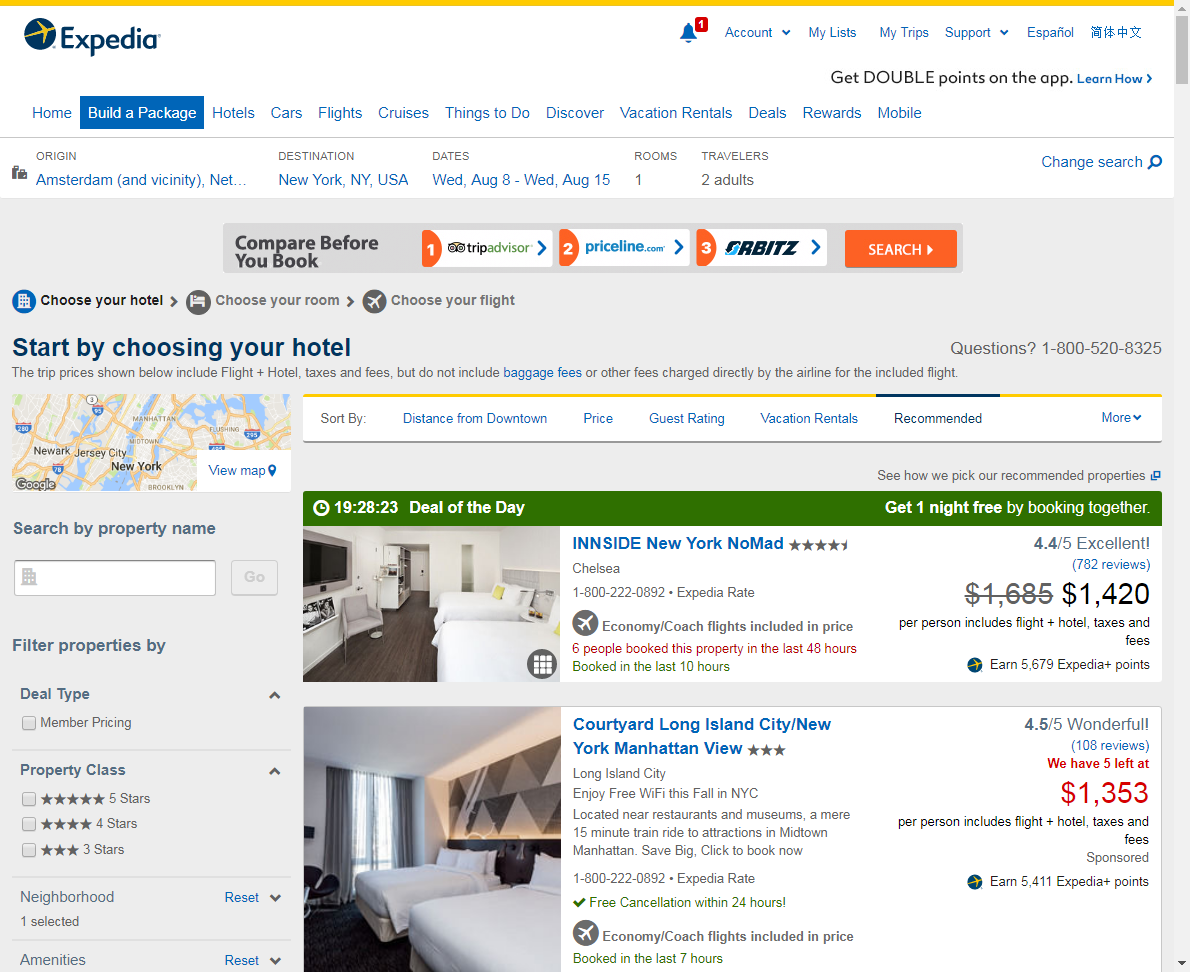 Expedia
1
Account
My Lists
My Trips
Support
Español
简体中文
Get DOUBLE points on the app. Learn How
Home
Build a Package
Hotels
Cars
Flights
Cruises
Things to Do
Discover
Vacation Rentals
Deals
Rewards
Mobile
ORIGIN
Amsterdam (and vicinity), Net...
DESTINATION
New York, NY, USA
DATES
Wed, Aug 8 - Wed, Aug 15
ROOMS
1
TRAVELERS
2 adults
Change search
Compare Before
You Book
1 tripadvisor
2 priceline.com
3 ORBITZ
SEARCH
Choose your hotel
Choose your room
Choose your flight
Start by choosing your hotel
Questions? 1-800-520-8325
The trip prices shown below include Flight + Hotel, taxes and fees, but do not include baggage fees or other fees charged directly by the airline for the included flight.
3
95
MANHATTAN
280
FLUSHING
MIDTOWN
295
495
Newark
Jersey City
New York
78
BROOKLYN
Google
View map
Sort By:
Distance from Downtown
Price
Guest Rating
Vacation Rentals
Recommended
More
See how we pick our recommended properties
Search by property name
Go
Filter properties by
Deal Type
Member Pricing
Property Class
5 Stars
4 Stars
3 Stars
Neighborhood
Reset
1 selected
Amenities
Reset
19:28:23 Deal of the Day
Get 1 night free by booking together.
INNSIDE New York NoMad
Chelsea
1-800-222-0892 • Expedia Rate
Economy/Coach flights included in price
6 people booked this property in the last 48 hours
Booked in the last 10 hours
4.4/5 Excellent!
(782 reviews)
$1,685 $1,420
per person includes flight + hotel, taxes and
fees
Earn 5,679 Expedia+ points
Courtyard Long Island City/New
York Manhattan View
Long Island City
Enjoy Free WiFi this Fall in NYC
Located near restaurants and museums, a mere
15 minute train ride to attractions in Midtown
Manhattan. Save Big, Click to book now
1-800-222-0892 • Expedia Rate
Free Cancellation within 24 hours!
Economy/Coach flights included in price
Booked in the last 7 hours
4.5/5 Wonderful!
(108 reviews)
We have 5 left at
$1,353
per person includes flight + hotel, taxes and
fees
Sponsored
Earn 5,411 Expedia+ points